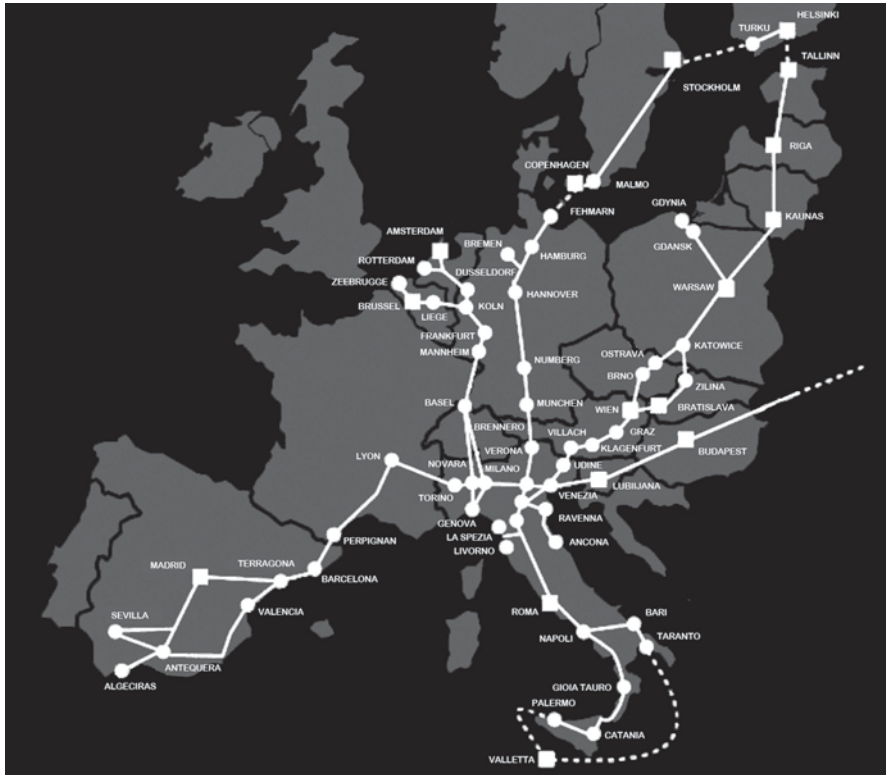 HELSINKI
TURKU
TALLINN
STOCKHOLM
RIGA
COPENHAGEN
MALMO
FEHMARN
GDYNIA
KAUNAS
AMSTERDAM
BREMEN
GDANSK
HAMBURG
ROTTERDAM
DUSSELDORF
ZEEBRUGGE
WARSAW
HANNOVER
BRUSSEL
KOLN
LIEGE
FRANKFURT
KATOWICE
MANNHEIM
OSTRAVA
NUMBERG
BRNO
ZILINA
BASEL
MUNCHEN
WIEN
BRATISLAVA
BRENNERO
VILLACH
GRAZ
KLAGENFURT
BUDAPEST
LYON
VERONA
NOVARA
MILANO
UDINE
LUBIIJANA
TORINO
VENEZIA
GENOVA
RAVENNA
LA SPEZIA
PERPIGNAN
ANCONA
LIVORNO
MADRID
TERRAGONA
BARCELONA
VALENCIA
SEVILLA
ROMA
BARI
NAPOLI
TARANTO
ANTEQUERA
ALGECIRAS
GIOIA TAURO
PALERMO
CATANIA
VALLETTA